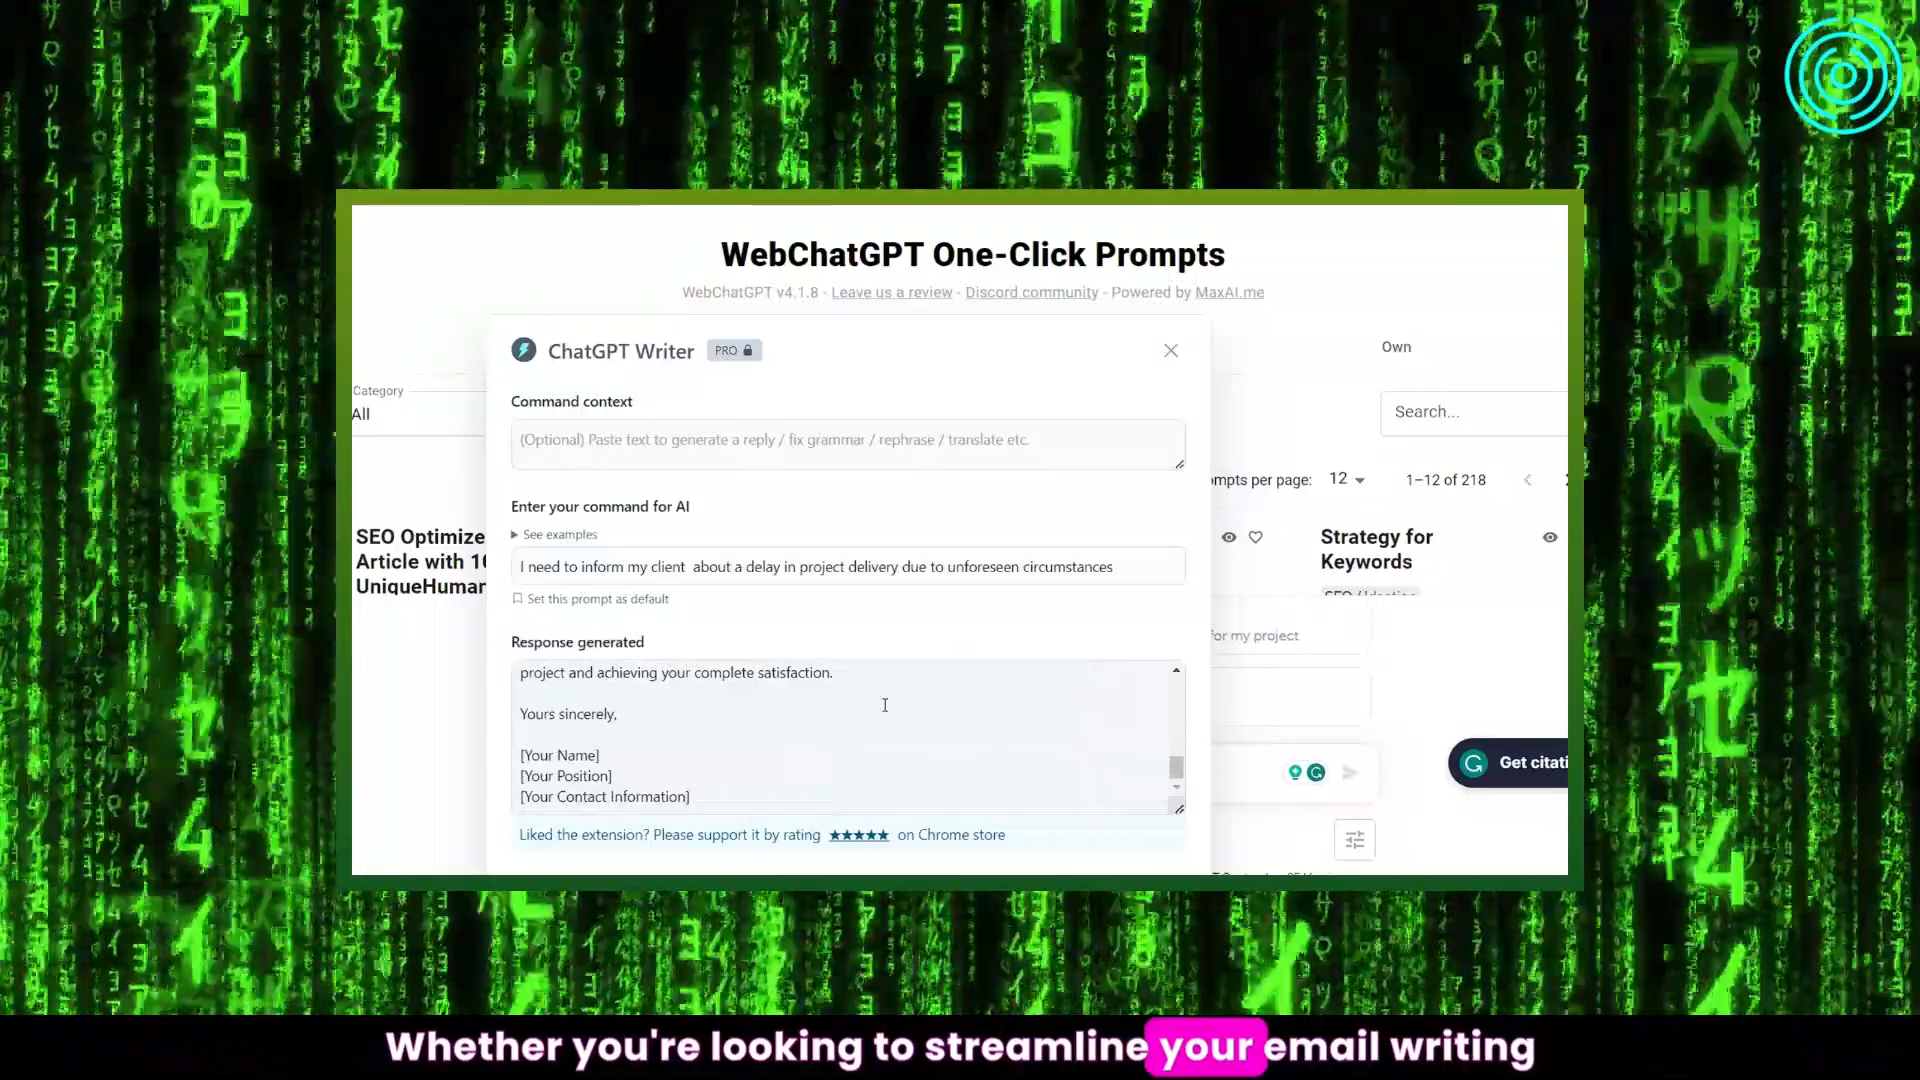 WebChatGPT One-Click Prompts
WebChatGPT v4.1.8 - Leave us a review - Discord community - Powered by MaxAI.me
ChatGPT Writer PRO
Own
Category
All
Search...
Command context
(Optional) Paste text to generate a reply / fix grammar / rephrase / translate etc.
mpts per page: 12 1–12 of 218
Enter your command for AI
See examples
I need to inform my client about a delay in project delivery due to unforeseen circumstances
Set this prompt as default
SEO Optimize
Article with 10
UniqueHuman
Strategy for
Keywords
for my project
Response generated
project and achieving your complete satisfaction.
Yours sincerely,
[Your Name]
[Your Position]
[Your Contact Information]
Get citati
Liked the extension? Please support it by rating ★★★★★ on Chrome store
Whether you're looking to streamline your email writing